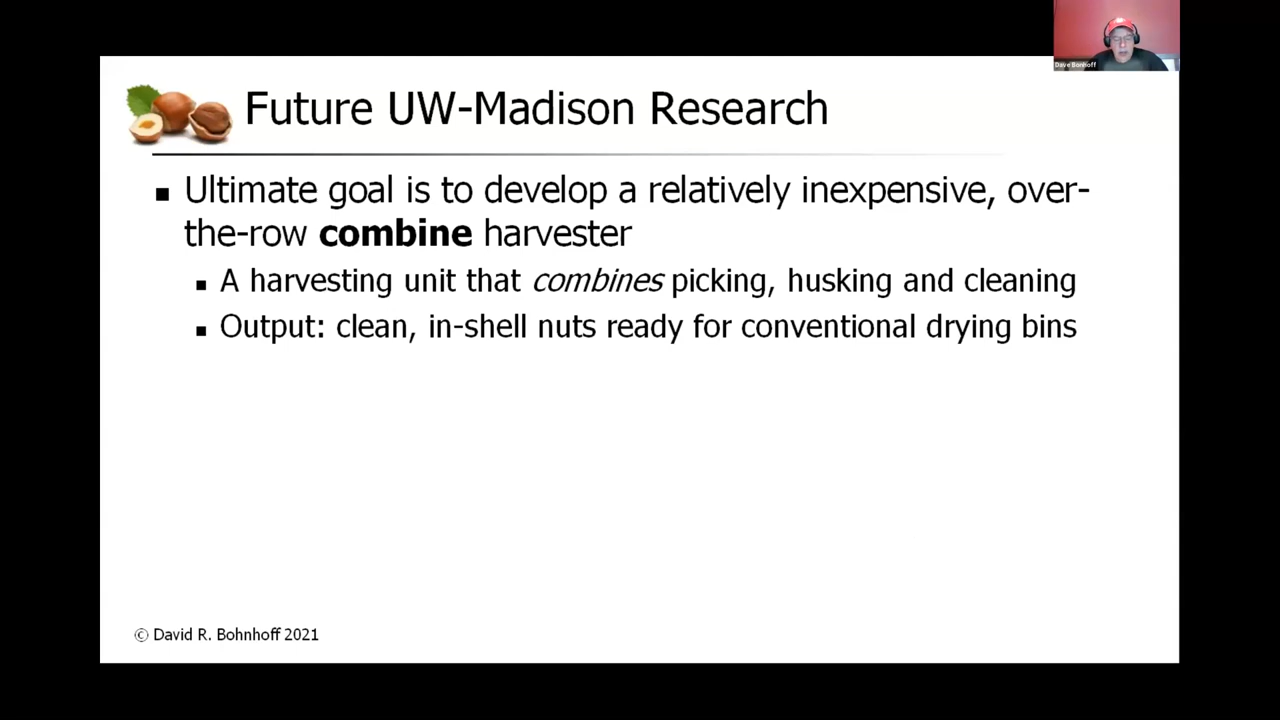 Dave Bohnhoff
Future UW-Madison Research
Ultimate goal is to develop a relatively inexpensive, over-
the-row combine harvester
A harvesting unit that combines picking, husking and cleaning
Output: clean, in-shell nuts ready for conventional drying bins
© David R. Bohnhoff 2021